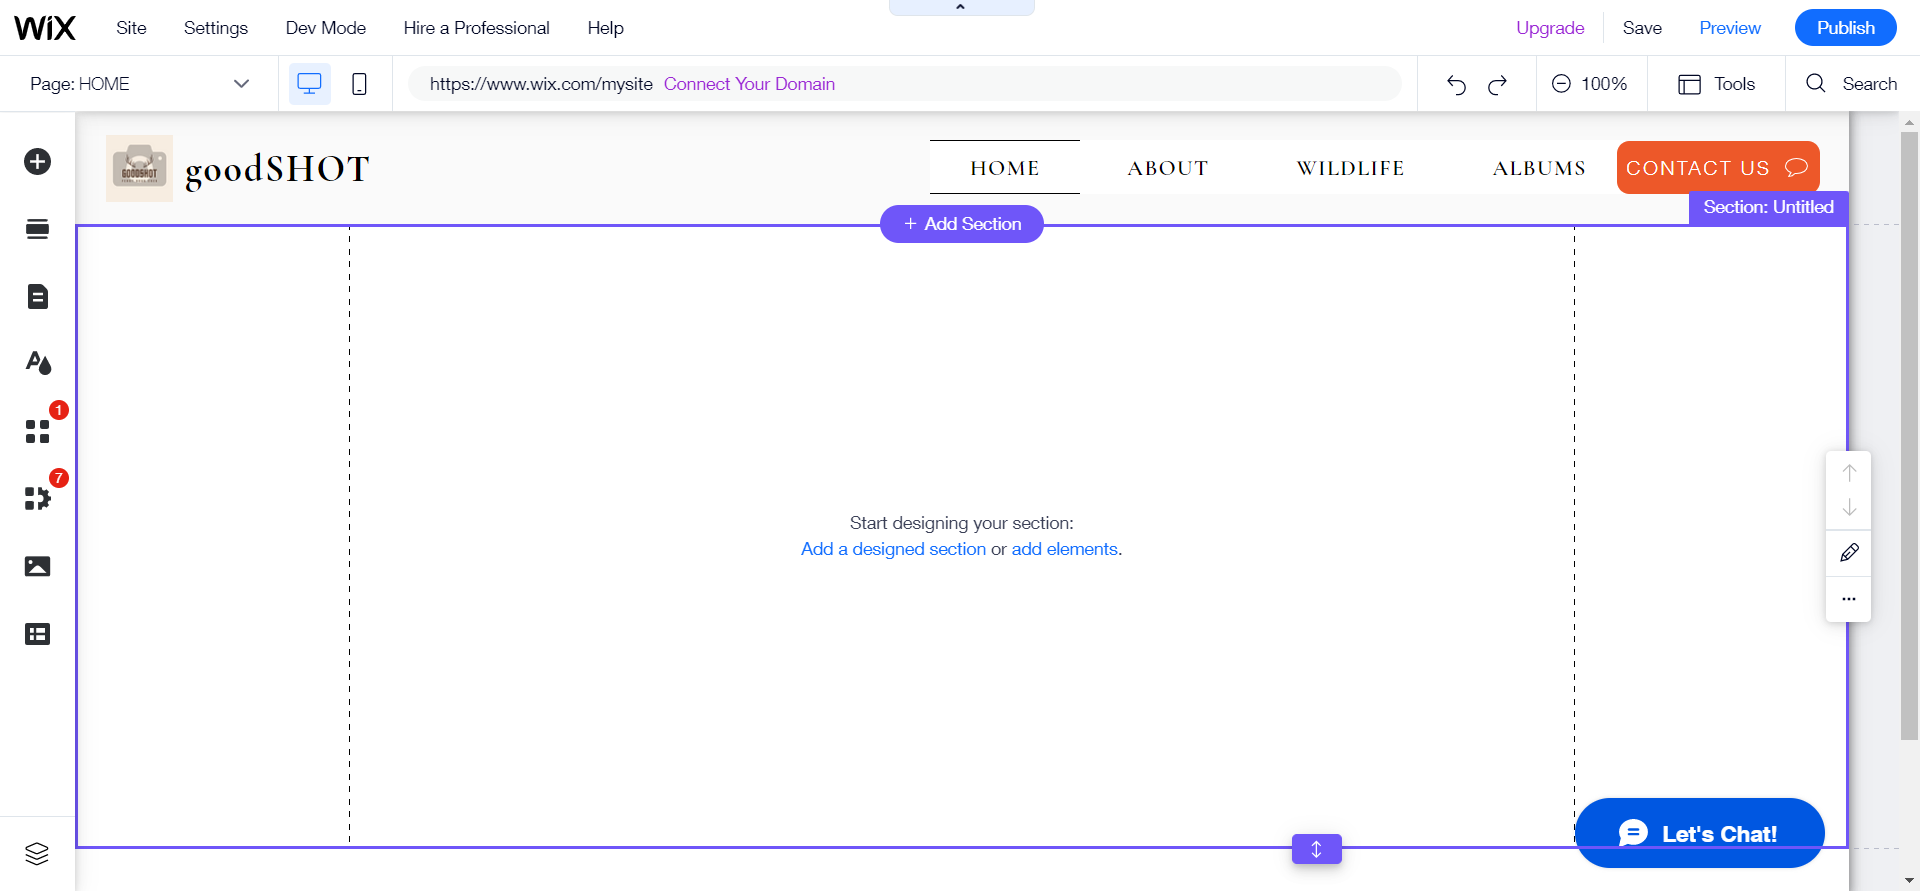 WiX Site Settings Dev Mode Hire a Professional Help Upgrade Save Preview Publish
Page: HOME https://www.wix.com/mysite Connect Your Domain 100% Tools Search
GOODSHOT
goodSHOT HOME ABOUT WILDLIFE ALBUMS CONTACT US
Section: Untitled
+ Add Section
1
7
Start designing your section:
Add a designed section or add elements.
Let's Chat!